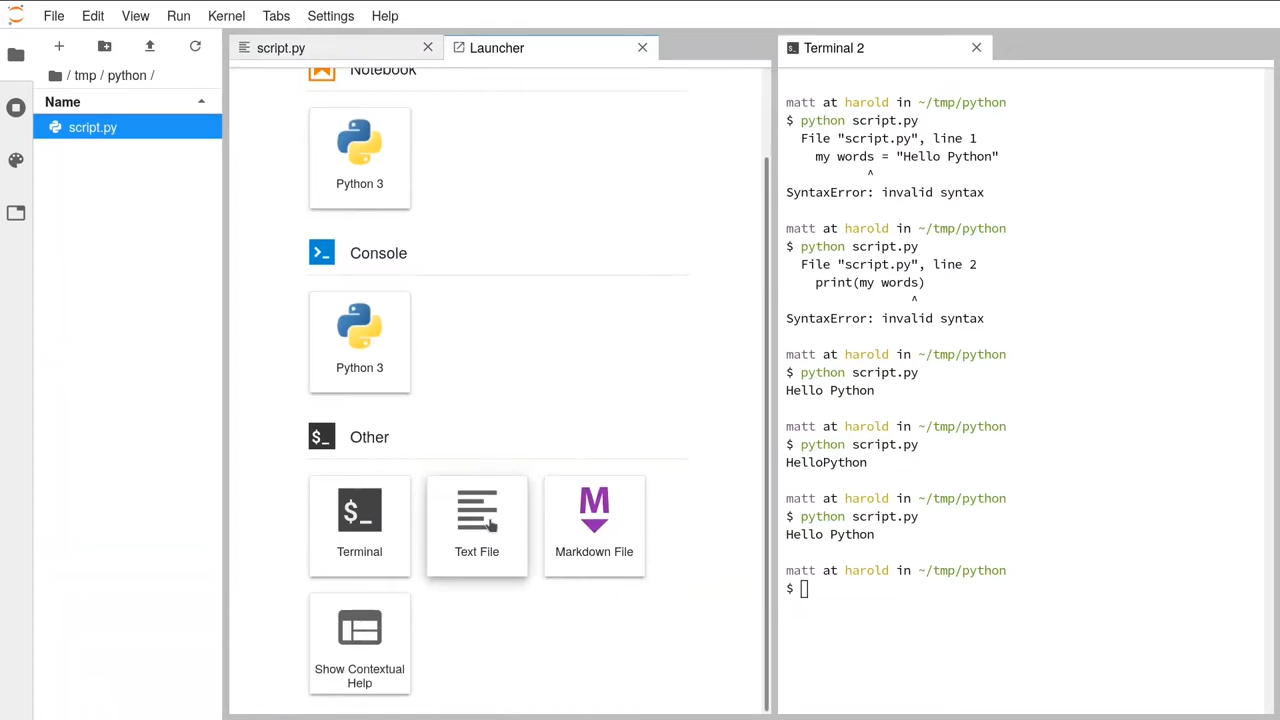 File Edit View Run Kernel Tabs Settings Help
/ tmp / python /
Name
script.py
script.py
Launcher
Notebook
Python 3
Console
Python 3
$_ Other
$_
Terminal
Text File
M
Markdown File
Show Contextual
Help
Terminal 2
matt at harold in ~/tmp/python
$ python script.py
File "script.py", line 1
my words = "Hello Python"
^
SyntaxError: invalid syntax
matt at harold in ~/tmp/python
$ python script.py
File "script.py", line 2
print(my words)
^
SyntaxError: invalid syntax
matt at harold in ~/tmp/python
$ python script.py
Hello Python
matt at harold in ~/tmp/python
$ python script.py
HelloPython
matt at harold in ~/tmp/python
$ python script.py
Hello Python
matt at harold in ~/tmp/python
$